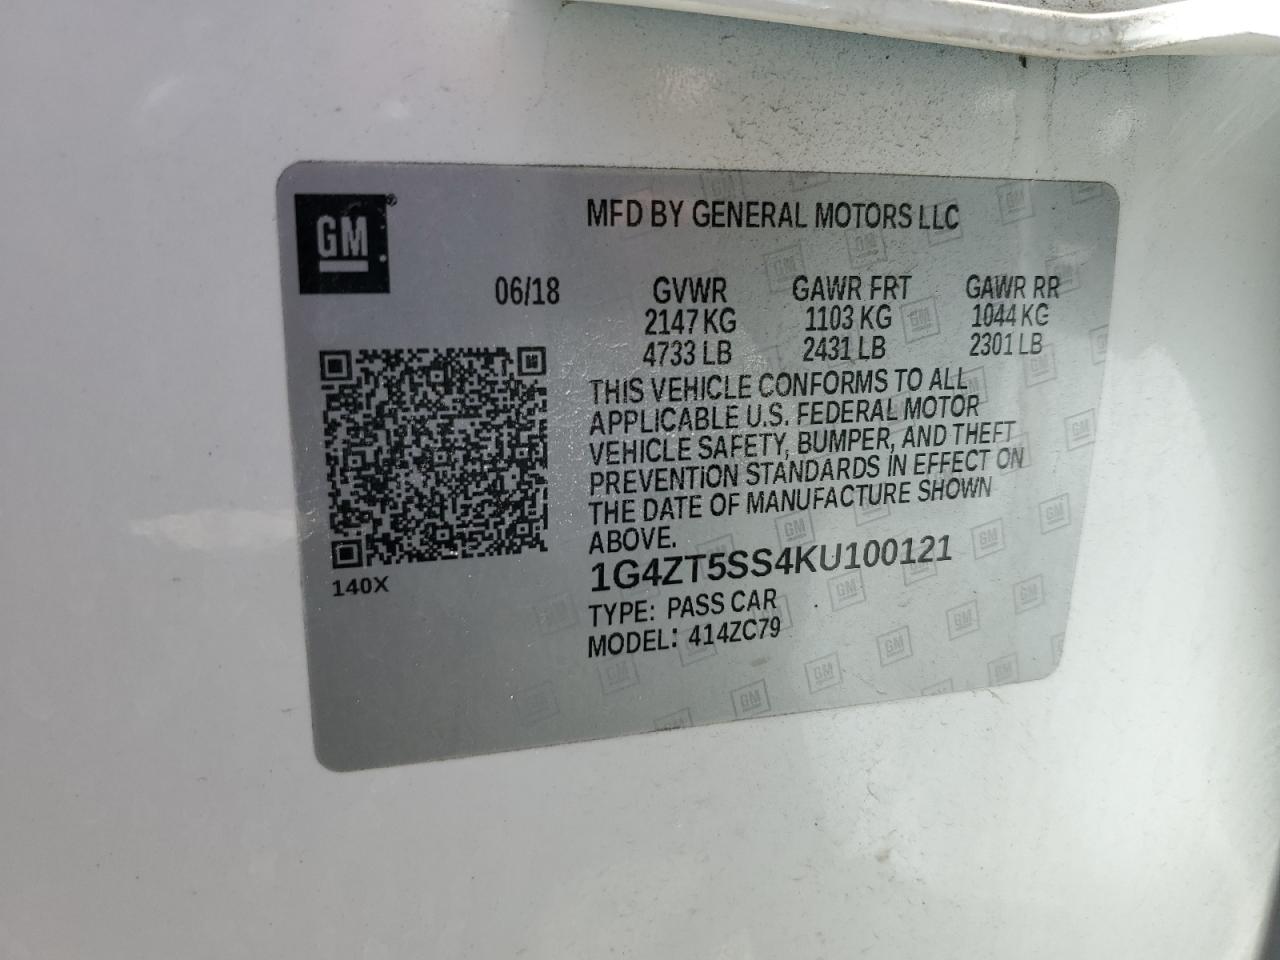 GM
MFD BY GENERAL MOTORS LLC
06/18
GVWR GAWR FRT GAWR RR
2147 KG 1103 KG 1044 KG
4733 LB 2431 LB 2301 LB
THIS VEHICLE CONFORMS TO ALL
APPLICABLE U.S. FEDERAL MOTOR
VEHICLE SAFETY, BUMPER, AND THEFT
PREVENTION STANDARDS IN EFFECT ON
THE DATE OF MANUFACTURE SHOWN
ABOVE.
1G4ZT5SS4KU100121
TYPE: PASS CAR
MODEL: 414ZC79
140X